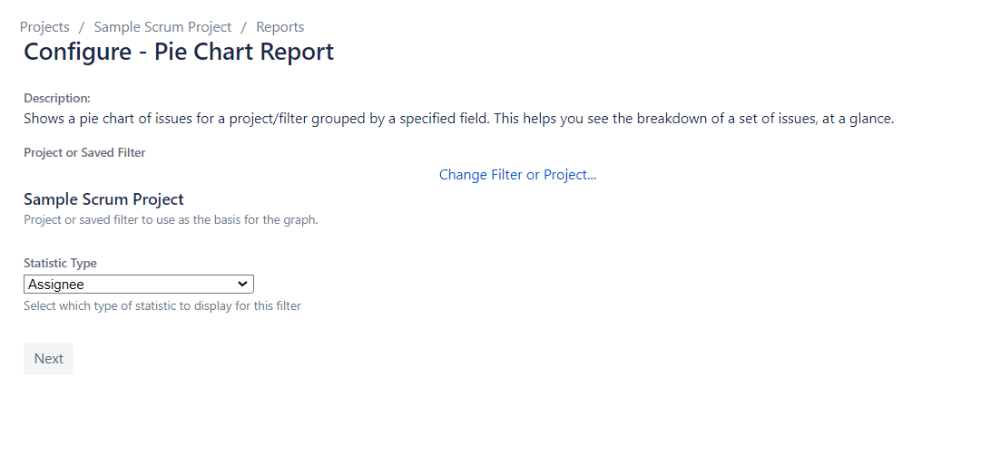 Projects / Sample Scrum Project / Reports
Configure - Pie Chart Report
Description:
Shows a pie chart of issues for a project/filter grouped by a specified field. This helps you see the breakdown of a set of issues, at a glance.
Project or Saved Filter
Change Filter or Project...
Sample Scrum Project
Project or saved filter to use as the basis for the graph.
Statistic Type
Assignee
Select which type of statistic to display for this filter
Next